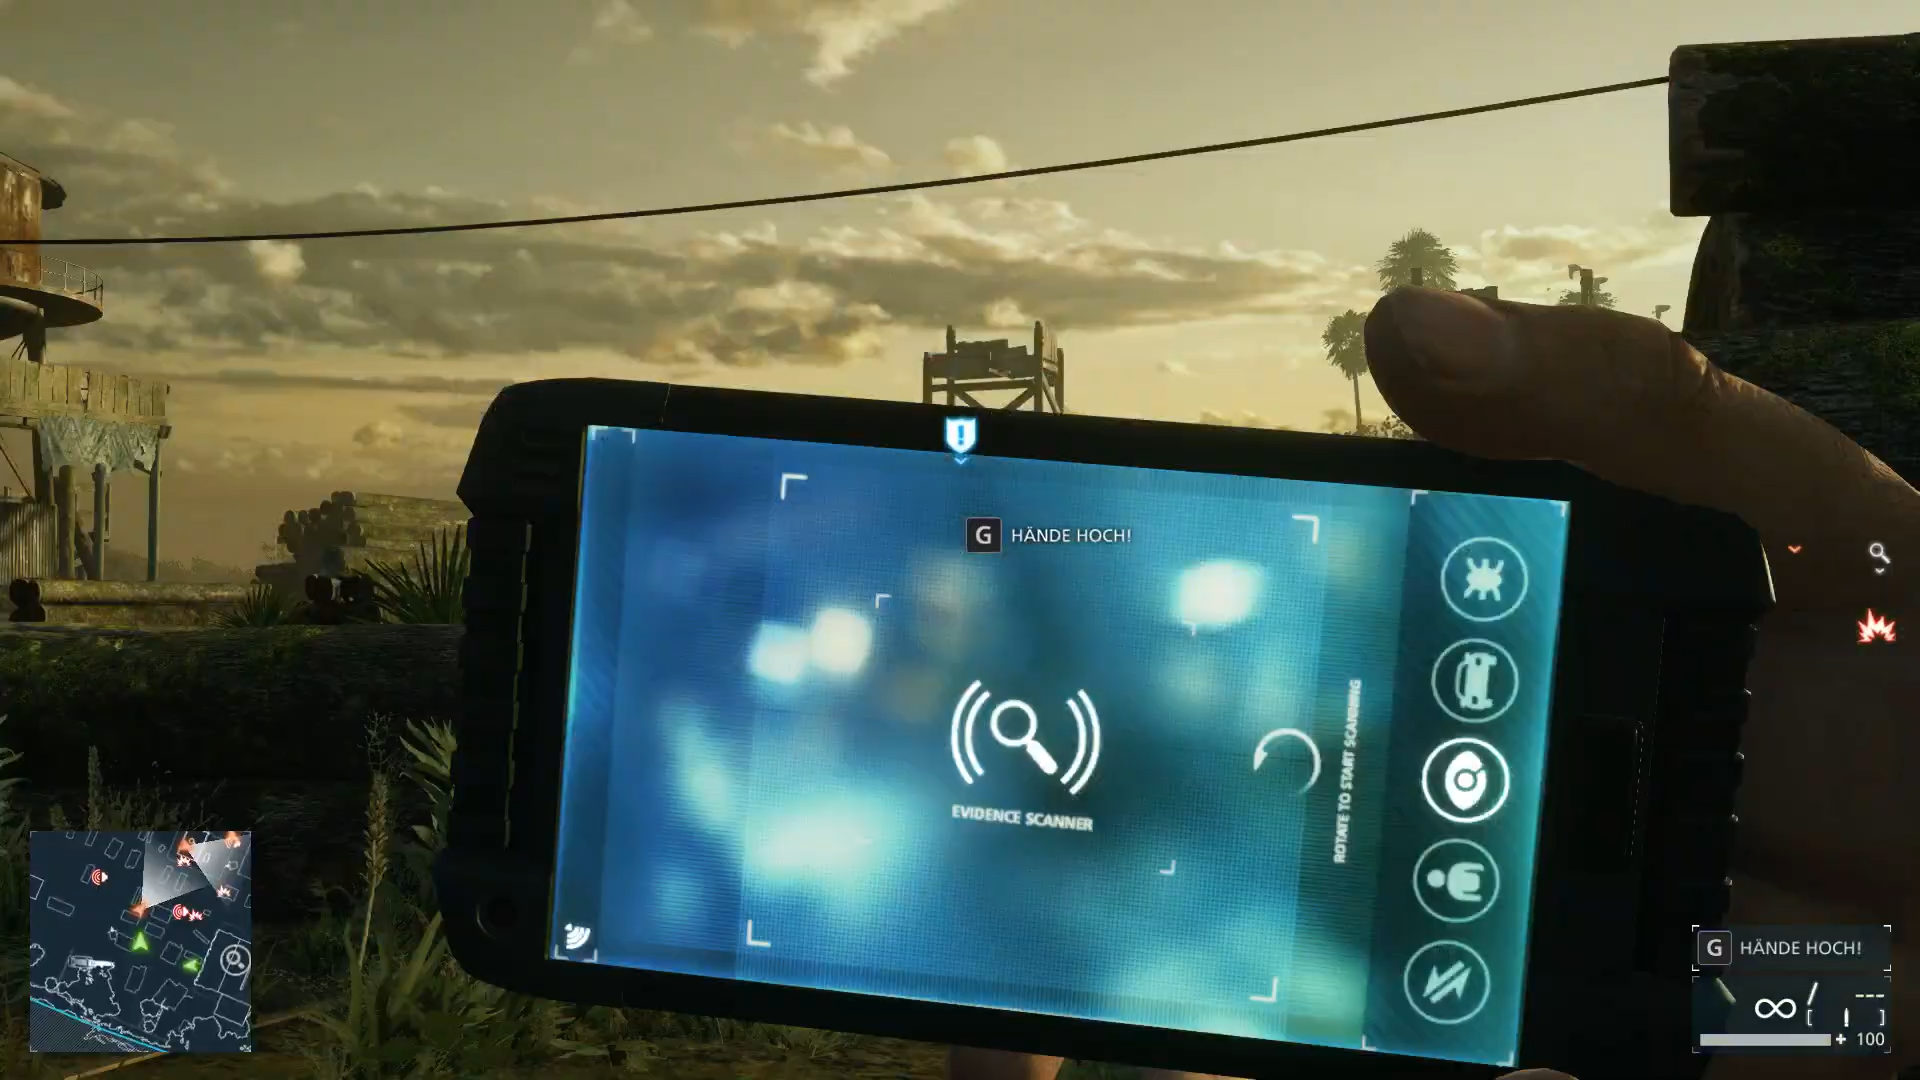 G HÄNDE HOCH!
EVIDENCE SCANNER
ROTATE TO START SCANNING
G HÄNDE HOCH!
∞
+ 100